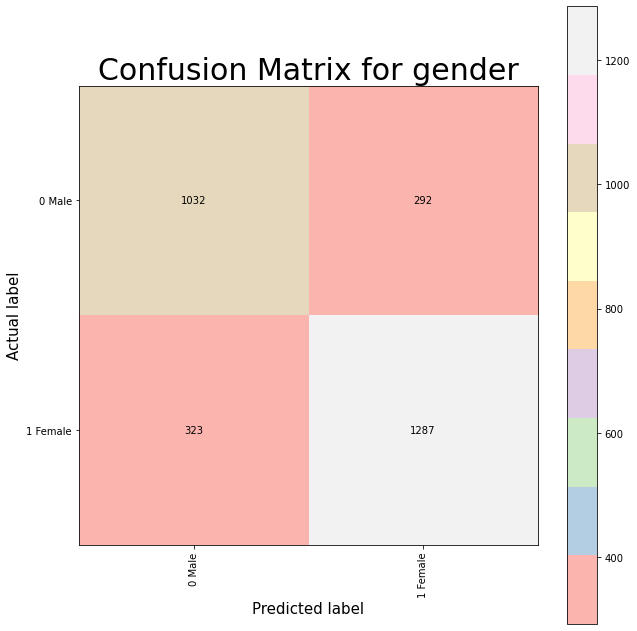 Confusion Matrix for gender
Actual label
0 Male
1032
292
1 Female
323
1287
0 Male
1 Female
Predicted label
1200
1000
800
600
400